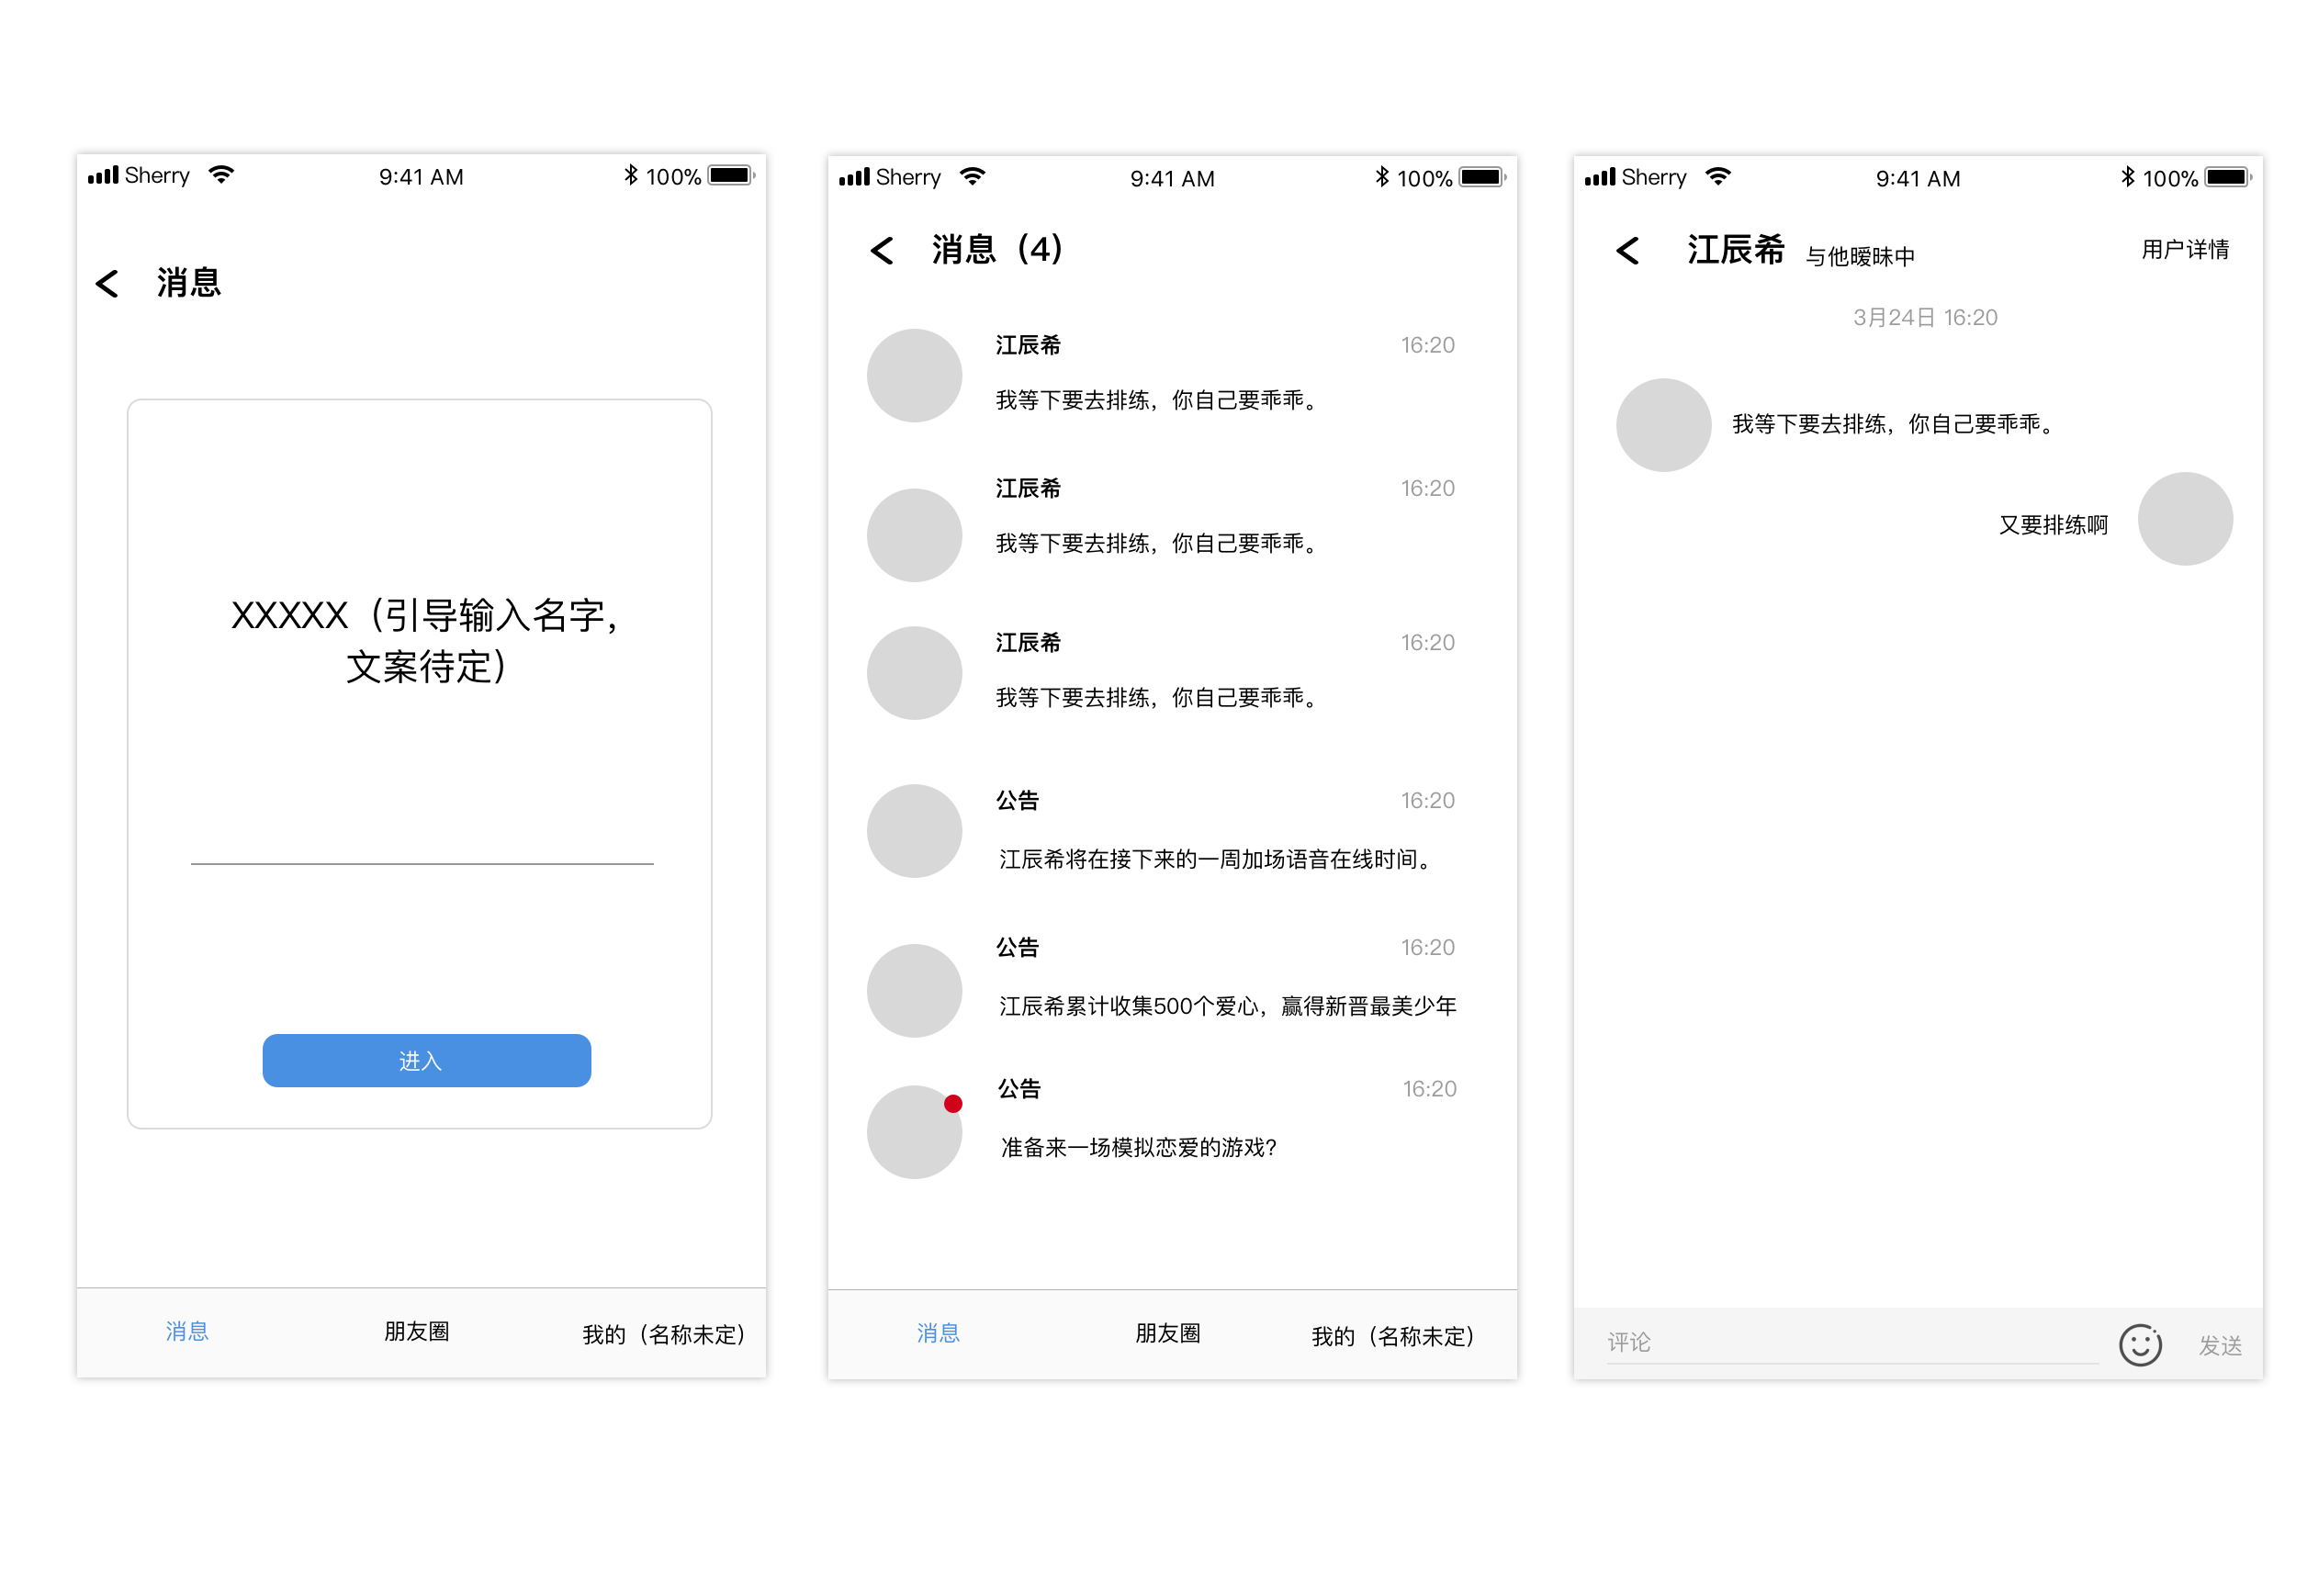 Sherry 9:41 AM 100%
消息
XXXXX（引导输入名字，
文案待定）
进入
消息 朋友圈 我的（名称未定）
Sherry 9:41 AM 100%
消息（4）
江辰希 16:20
我等下要去排练，你自己要乖乖。
江辰希 16:20
我等下要去排练，你自己要乖乖。
江辰希 16:20
我等下要去排练，你自己要乖乖。
公告 16:20
江辰希将在接下来的一周加场语音在线时间。
公告 16:20
江辰希累计收集500个爱心，赢得新晋最美少年
公告 16:20
准备来一场模拟恋爱的游戏?
消息 朋友圈 我的（名称未定）
Sherry 9:41 AM 100%
江辰希 与他暧昧中 用户详情
3月24日 16:20
我等下要去排练，你自己要乖乖。
又要排练啊
评论 发送